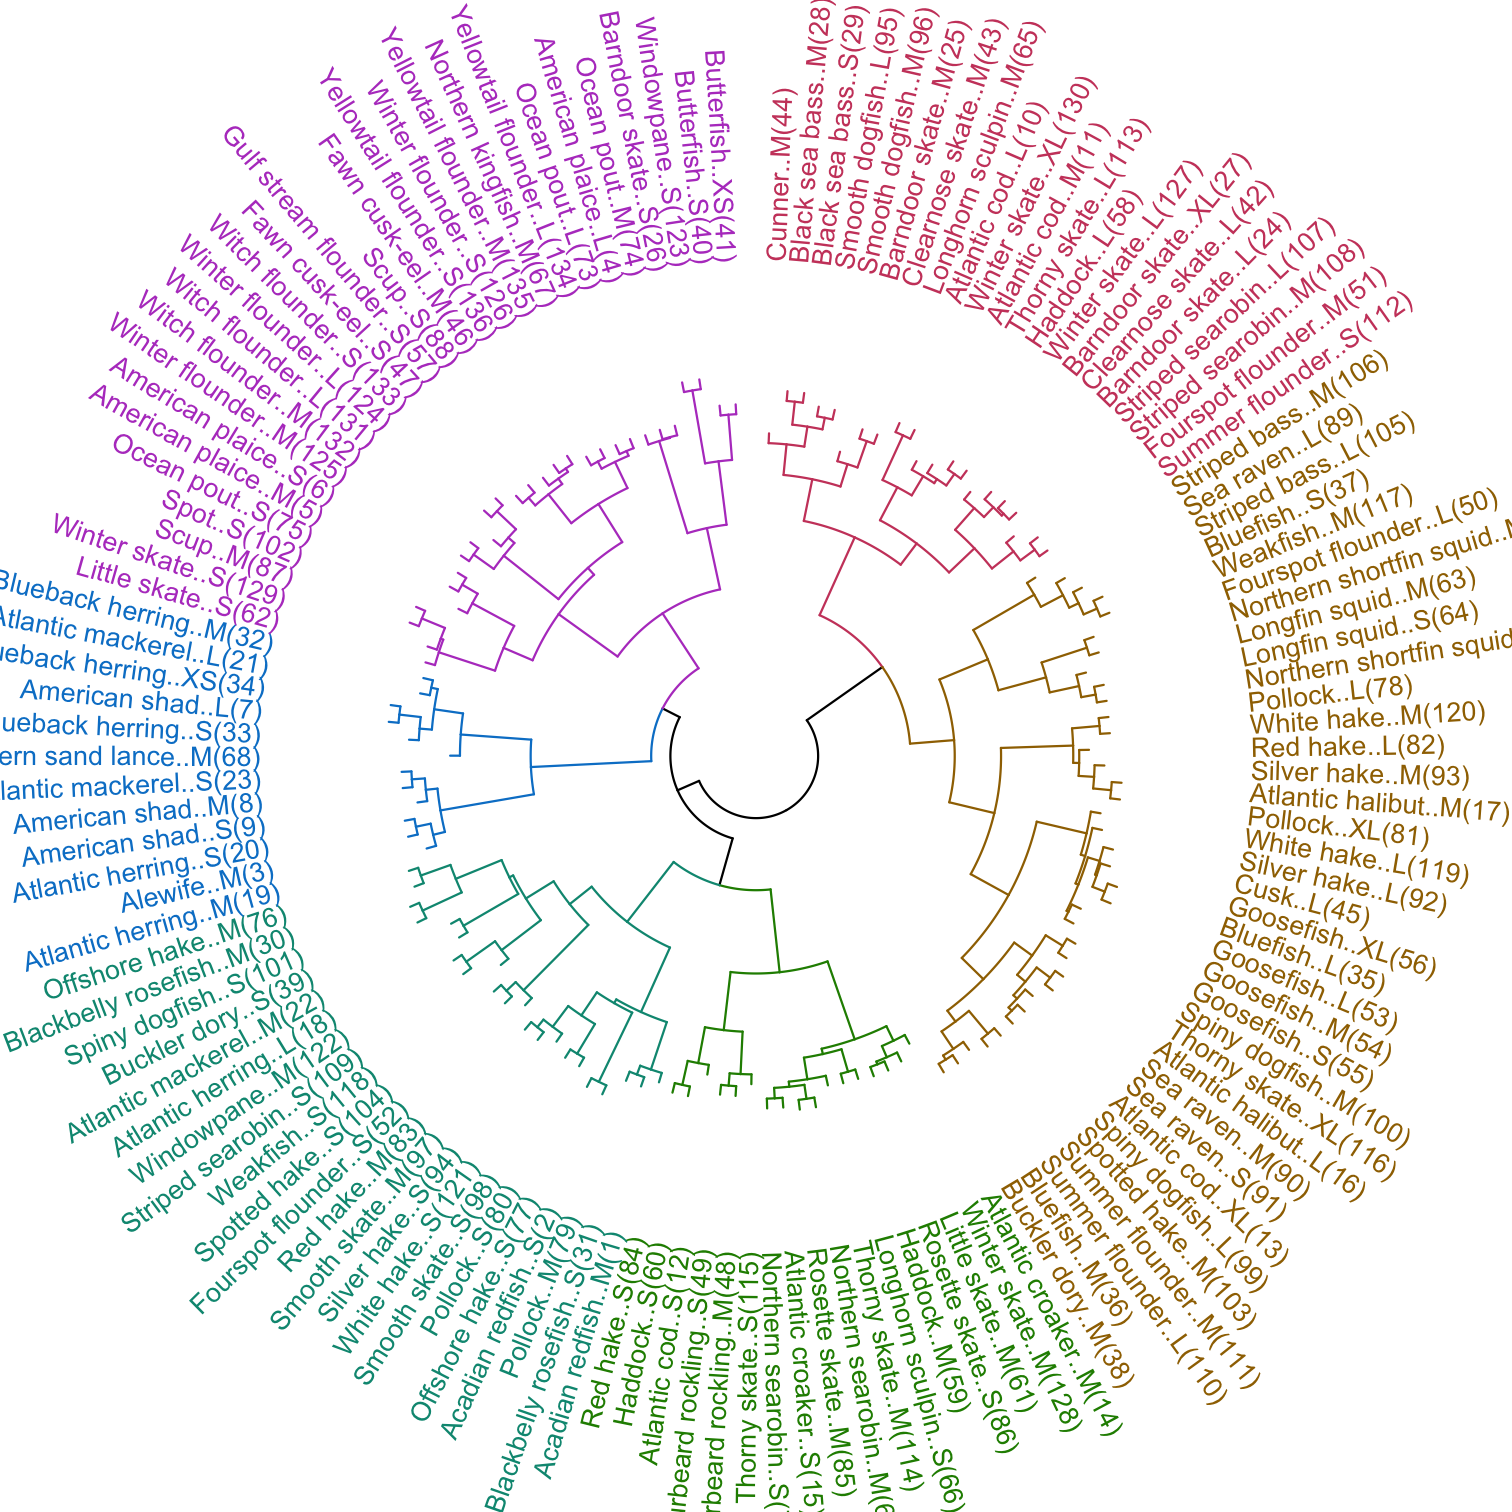 Cunner..M(44)
Black sea bass..M(28)
Black sea bass..S(29)
Smooth dogfish..L(95)
Smooth dogfish..M(96)
Barndoor skate..M(25)
Clearnose skate..M(43)
Longhorn sculpin..M(65)
Atlantic cod..L(10)
Winter skate..XL(130)
Atlantic cod..M(11)
Thorny skate..L(113)
Haddock..L(58)
Winter skate..L(127)
Barndoor skate..XL(27)
Clearnose skate..L(42)
Barndoor skate..L(24)
Striped searobin..L(107)
Striped searobin..M(108)
Fourspot flounder..M(51)
Summer flounder..S(112)
Striped bass..M(106)
Sea raven..L(89)
Striped bass..L(105)
Bluefish..S(37)
Weakfish..M(117)
Fourspot flounder..L(50)
Northern shortfin squid..
Longfin squid..M(63)
Longfin squid..S(64)
Northern shortfin squid
Pollock..L(78)
White hake..M(120)
Red hake..L(82)
Silver hake..M(93)
Atlantic halibut..M(17)
Pollock..XL(81)
White hake..L(119)
Silver hake..L(92)
Cusk..L(45)
Goosefish..XL(56)
Bluefish..L(35)
Goosefish..L(53)
Goosefish..M(54)
Goosefish..S(55)
Spiny dogfish..M(100)
Thorny skate..XL(116)
Atlantic halibut..L(16)
Sea raven..M(90)
Sea raven..S(91)
Atlantic cod..XL(13)
Spiny dogfish..L(99)
Spotted hake..M(103)
Summer flounder..M(111)
Summer flounder..L(110)
Bluefish..M(36)
Buckler dory..M(38)
Atlantic croaker..M(14)
Winter skate..M(128)
Little skate..M(61)
Rosette skate..S(86)
Haddock..M(59)
Longhorn sculpin..S(66)
Thorny skate..M(114)
Northern searobin..M(6
Rosette skate..M(85)
Atlantic croaker..S(15)
Northern searobin..S(
Thorny skate..S(115)
rbeard rockling..M(48)
urbeard rockling..S(49)
Atlantic cod..S(12)
Haddock..S(60)
Red hake..S(84)
Acadian redfish..M(1)
Blackbelly rosefish..S(31)
Pollock..M(79)
Acadian redfish..S(2)
Offshore hake..S(77)
Pollock..S(80)
Smooth skate..S(98)
White hake..S(121)
Silver hake..S(94)
Smooth skate..M(97)
Red hake..M(83)
Fourspot flounder..S(52)
Spotted hake..S(104)
Weakfish..S(118)
Striped searobin..S(109)
Windowpane..M(122)
Atlantic herring..L(18)
Atlantic mackerel..M(22)
Buckler dory..S(39)
Spiny dogfish..S(101)
Blackbelly rosefish..M(30)
Offshore hake..M(76)
Atlantic herring..M(19)
Alewife..M(3)
Atlantic herring..S(20)
American shad..S(9)
American shad..M(8)
lantic mackerel..S(23)
ern sand lance..M(68)
ueback herring..S(33)
American shad..L(7)
ueback herring..XS(34)
Atlantic mackerel..L(21)
Blueback herring..M(32)
Little skate..S(62)
Winter skate..S(129)
Scup..M(87)
Spot..S(102)
Ocean pout..S(75)
American plaice..M(5)
American plaice..S(6)
Winter flounder..M(125)
Witch flounder..M(132)
Witch flounder..L(131)
Winter flounder..L(124)
Witch flounder..S(133)
Fawn cusk-eel..S(47)
Gulf stream flounder..S(57)
Scup..S(88)
Fawn cusk-eel..M(46)
Yellowtail flounder..S(136)
Winter flounder..S(126)
Yellowtail flounder..M(135)
Northern kingfish..M(67)
Yellowtail flounder..L(134)
Ocean pout..L(73)
American plaice..L(4)
Ocean pout..M(74)
Barndoor skate..S(26)
Windowpane..S(123)
Butterfish..S(40)
Butterfish..XS(41)